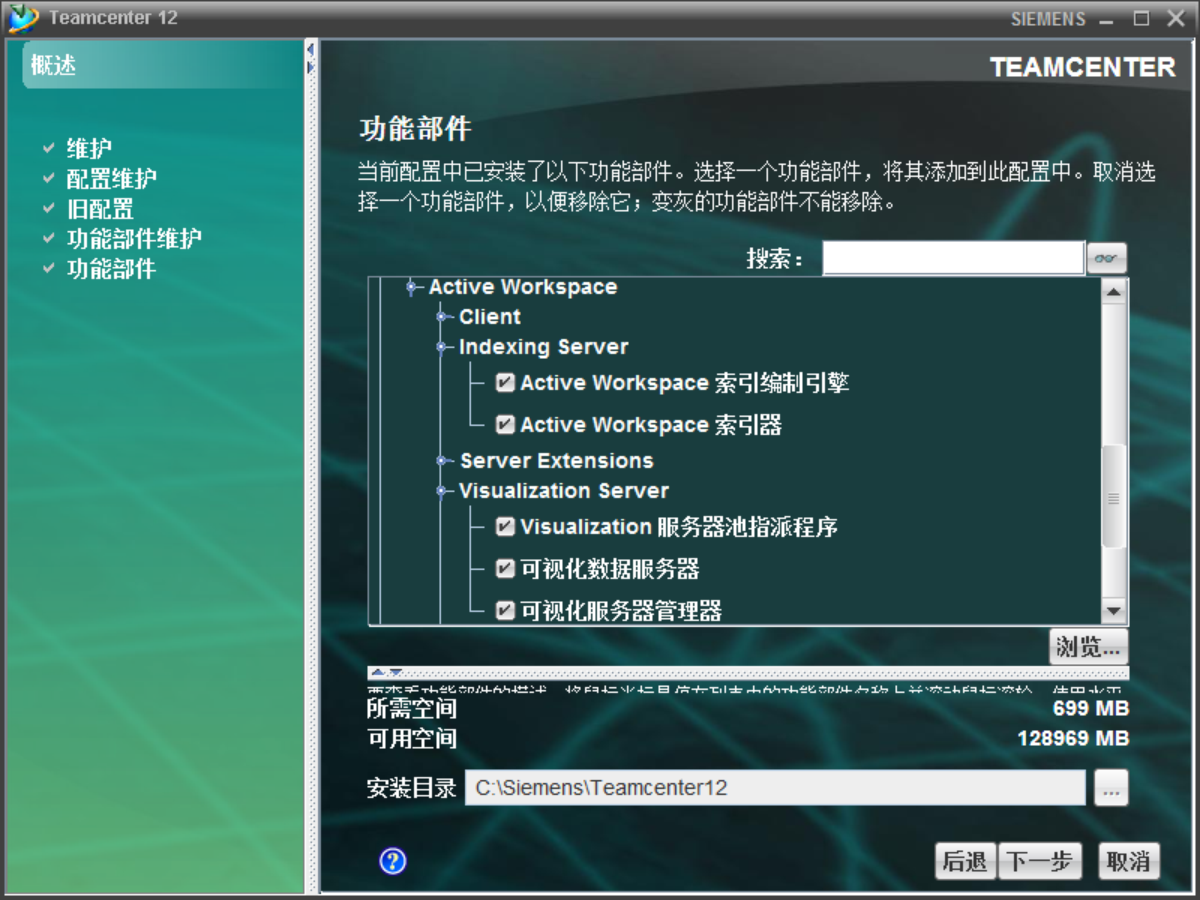 Teamcenter 12
SIEMENS
概述
TEAMCENTER
维护
配置维护
旧配置
功能部件维护
功能部件
功能部件
当前配置中已安装了以下功能部件。选择一个功能部件，将其添加到此配置中。取消选
择一个功能部件，以便移除它；变灰的功能部件不能移除。
搜索：
Active Workspace
Client
Indexing Server
Active Workspace 索引编制引擎
Active Workspace 索引器
Server Extensions
Visualization Server
Visualization 服务器池指派程序
可视化数据服务器
可视化服务器管理器
浏览...
所需空间 699 MB
可用空间 128969 MB
安装目录 C:\Siemens\Teamcenter12 ...
后退 下一步 取消